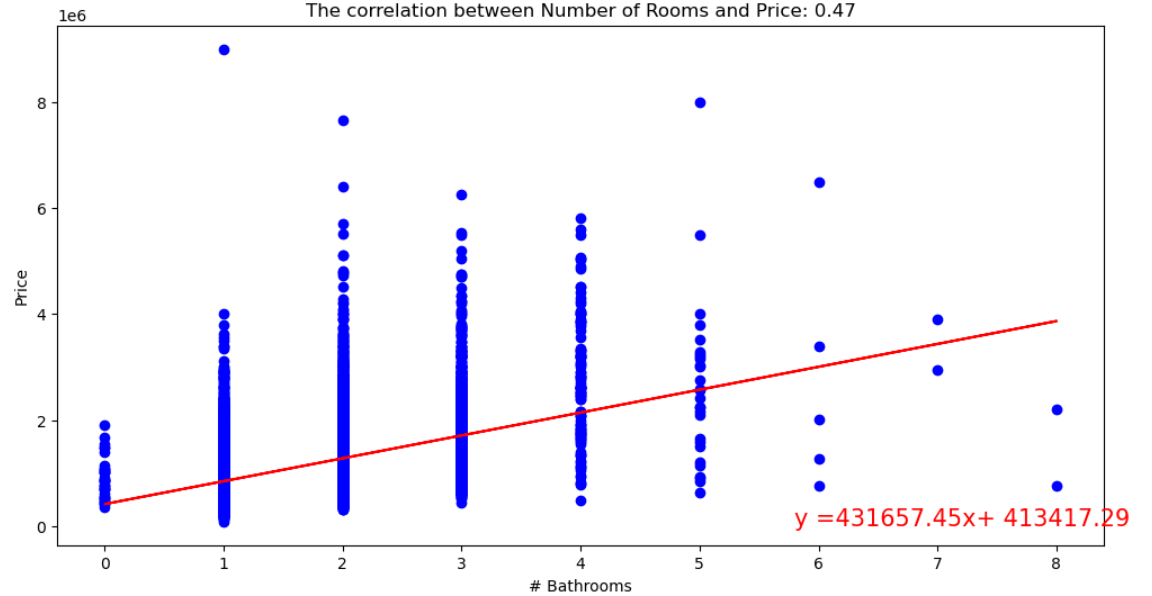 The correlation between Number of Rooms and Price: 0.47
1e6
8
6
4
2
0
Price
y =431657.45x+ 413417.29
0 1 2 3 4 5 6 7 8
# Bathrooms